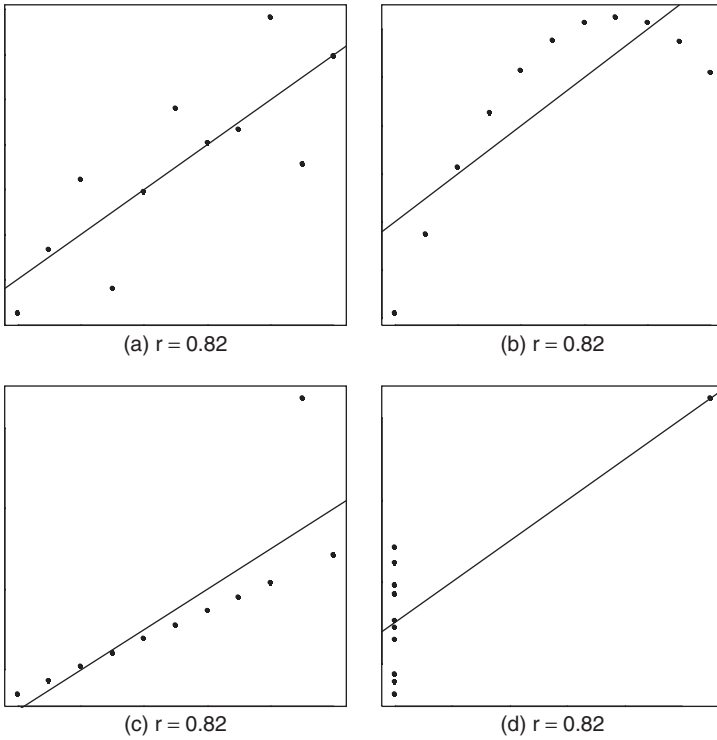 (a) r = 0.82
(b) r = 0.82
(c) r = 0.82
(d) r = 0.82